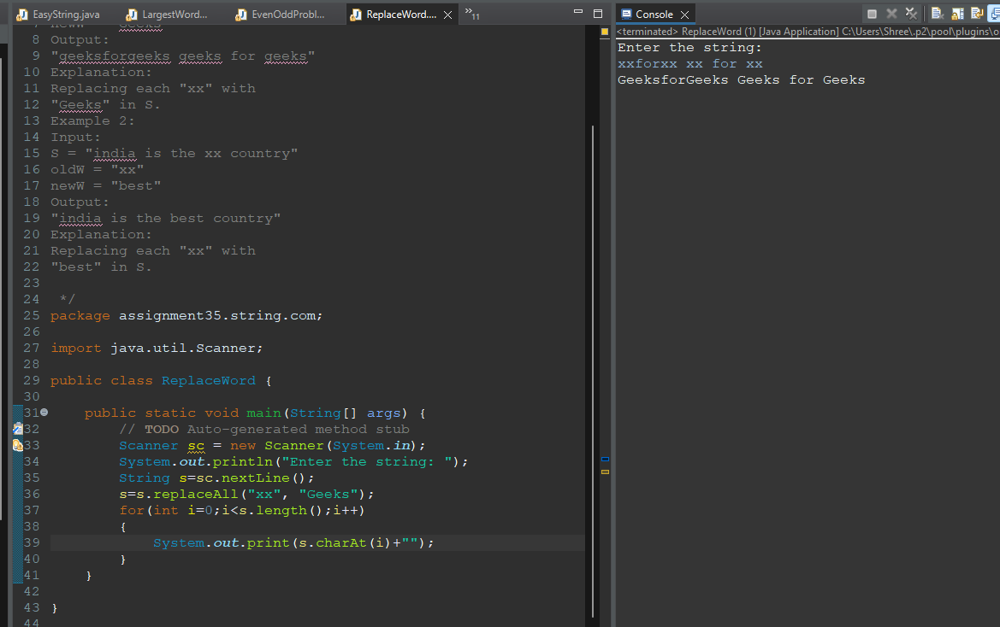 EasyString.java LargestWord... EvenOddProbl... ReplaceWord.... 11
Console
<terminated> ReplaceWord (1) [Java Application] C:\Users\Shree\.p2\pool\plugins\o
Enter the string:
xxforxx xx for xx
GeeksforGeeks Geeks for Geeks
8 Output:
9 "geeksforgeeks geeks for geeks"
10 Explanation:
11 Replacing each "xx" with
12 "Geeks" in S.
13 Example 2:
14 Input:
15 S = "india is the xx country"
16 oldW = "xx"
17 newW = "best"
18 Output:
19 "india is the best country"
20 Explanation:
21 Replacing each "xx" with
22 "best" in S.
23
24 */
25 package assignment35.string.com;
26
27 import java.util.Scanner;
28
29 public class ReplaceWord {
30
31 public static void main(String[] args) {
32 // TODO Auto-generated method stub
33 Scanner sc = new Scanner(System.in);
34 System.out.println("Enter the string: ");
35 String s=sc.nextLine();
36 s=s.replaceAll("xx", "Geeks");
37 for(int i=0;i<s.length();i++)
38 {
39 System.out.print(s.charAt(i)+"");
40 }
41 }
42
43 }
44